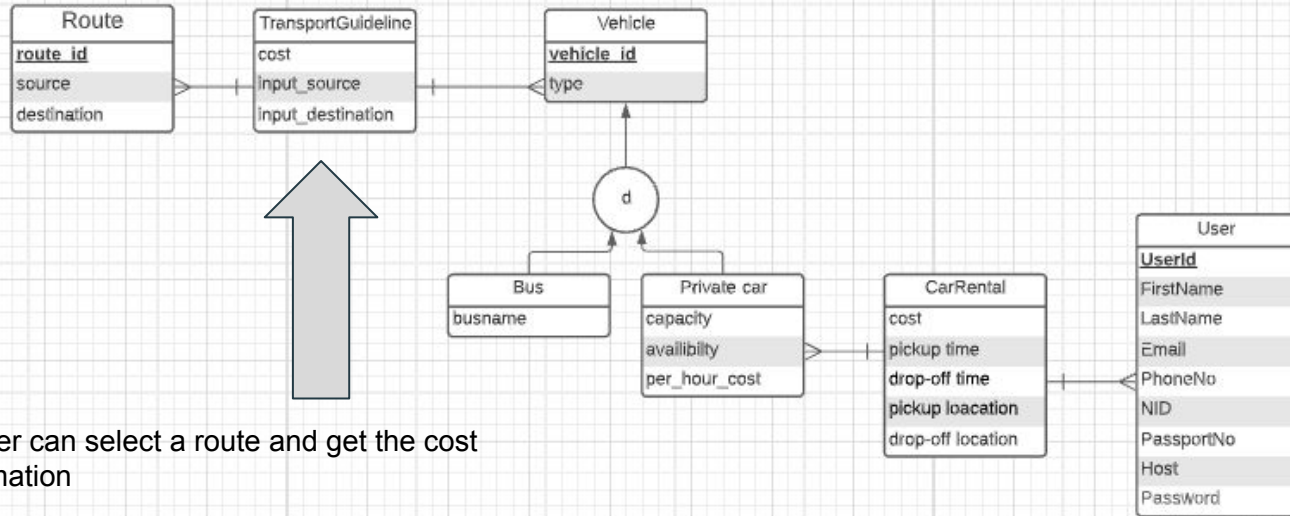 Route
route_id
source
destination
TransportGuideline
cost
input_source
input_destination
Vehicle
vehicle_id
type
d
Bus
busname
Private car
capacity
availibilty
per_hour_cost
CarRental
cost
pickup time
drop-off time
pickup loacation
drop-off location
User
UserId
FirstName
LastName
Email
PhoneNo
NID
PassportNo
Host
Password
er can select a route and get the cost
nation